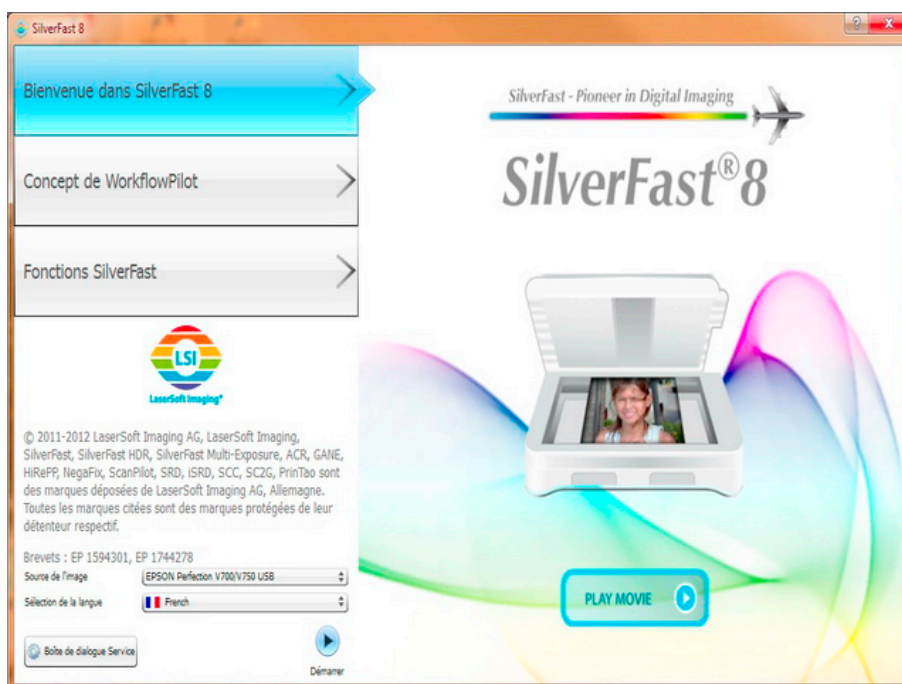 SilverFast 8
Bienvenue dans SilverFast 8
Concept de WorkflowPilot
Fonctions SilverFast
LSI
LaserSoft Imaging®
© 2011-2012 LaserSoft Imaging AG, LaserSoft Imaging,
SilverFast, SilverFast HDR, SilverFast Multi-Exposure, ACR, GANE,
HiRePP, NegaFix, ScanPilot, SRD, iSRD, SCC, SC2G, PrinTao sont
des marques déposées de LaserSoft Imaging AG, Allemagne.
Toutes les marques citées sont des marques protégées de leur
détenteur respectif.
Brevets : EP 1594301, EP 1744278
Source de l'image
EPSON Perfection V700/V750 USB
Sélection de la langue
French
Boîte de dialogue Service
Démarrer
SilverFast - Pioneer in Digital Imaging
SilverFast®8
PLAY MOVIE